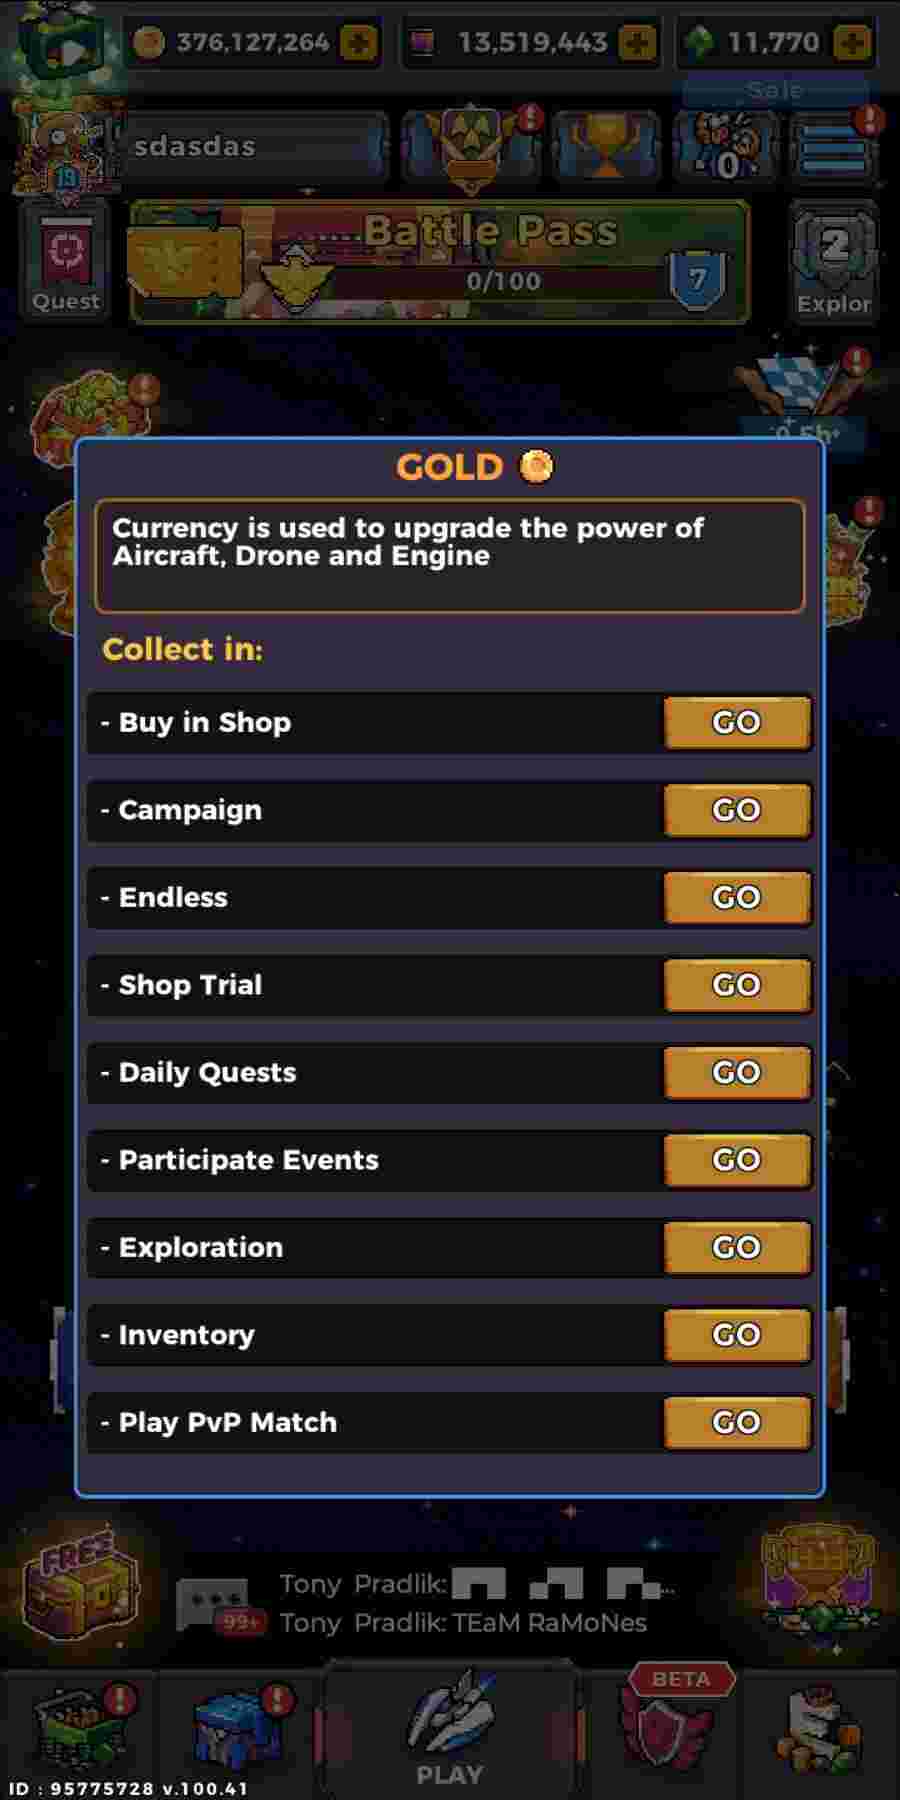 376,127,264
13,519,443
11,770
Sale
sdasdas
0
19
Battle Pass
0/100
7
2
Quest
Explor
GOLD
Currency is used to upgrade the power of
Aircraft, Drone and Engine
Collect in:
- Buy in Shop GO
- Campaign GO
- Endless GO
- Shop Trial GO
- Daily Quests GO
- Participate Events GO
- Exploration GO
- Inventory GO
- Play PvP Match GO
FREE
99+
Tony Pradlik:
Tony Pradlik: TEaM RaMoNes
BETA
PLAY
ID : 95775728 v.100.41